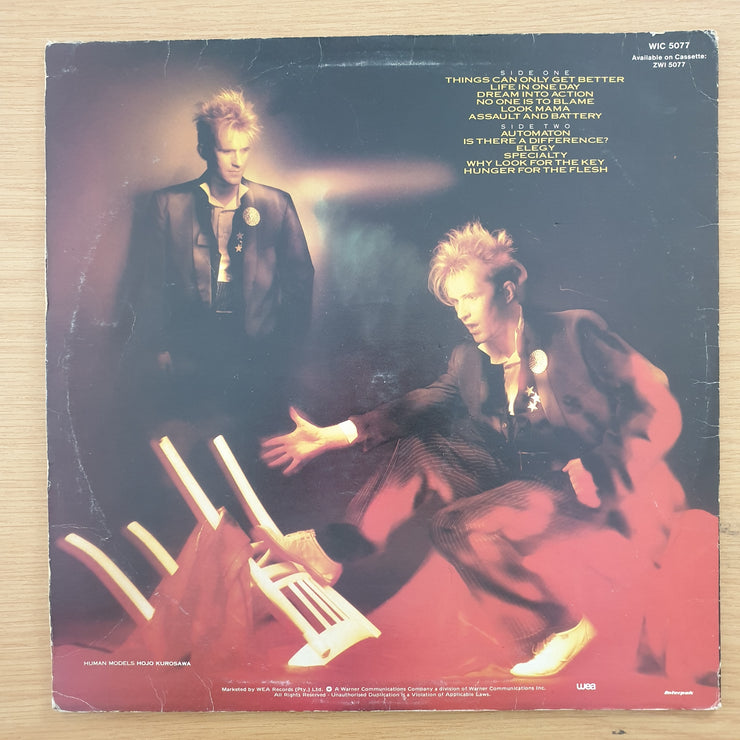 WIC 5077
Available on Cassette:
ZWI 5077
SIDE ONE
THINGS CAN ONLY GET BETTER
LIFE IN ONE DAY
DREAM INTO ACTION
NO ONE IS TO BLAME
LOOK MAMA
ASSAULT AND BATTERY
SIDE TWO
AUTOMATON
IS THERE A DIFFERENCE?
ELEGY
SPECIALTY
WHY LOOK FOR THE KEY
HUNGER FOR THE FLESH
HUMAN MODELS HOJO KUROSAWA
Marketed by WEA Records (Pty.) Ltd. A Warner Communications Company a division of Warner Communications Inc.
All Rights Reserved · Unauthorised Duplication is a Violation of Applicable Laws.
wea
Interpak